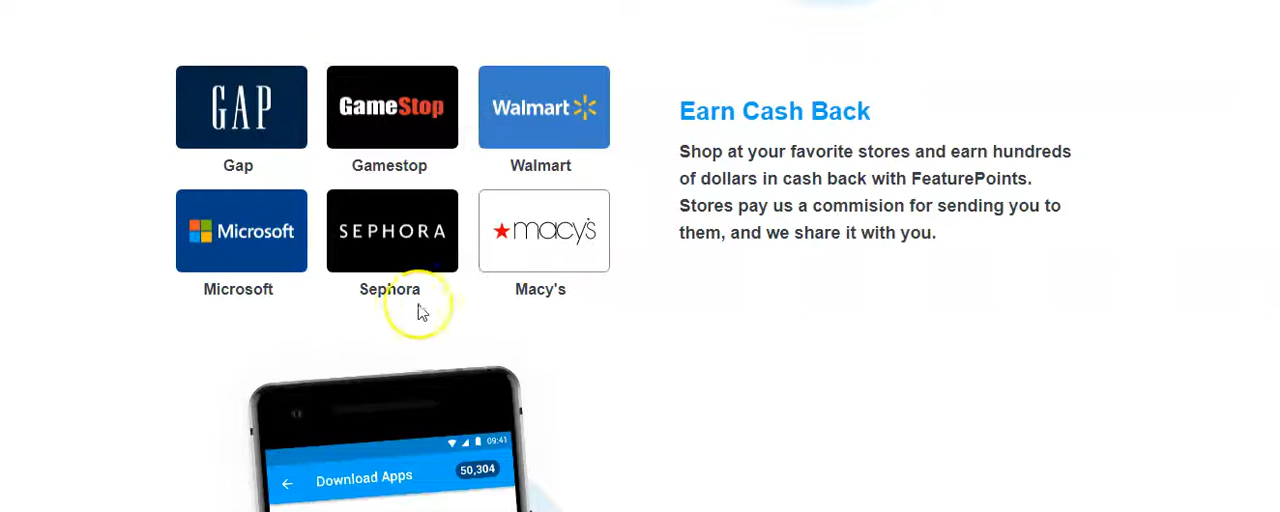 GAP
GameStop
Walmart
Gap
Gamestop
Walmart
Microsoft
SEPHORA
macy's
Microsoft
Sephora
Macy's
Earn Cash Back
Shop at your favorite stores and earn hundreds
of dollars in cash back with FeaturePoints.
Stores pay us a commision for sending you to
them, and we share it with you.
09:41
Download Apps
50,304